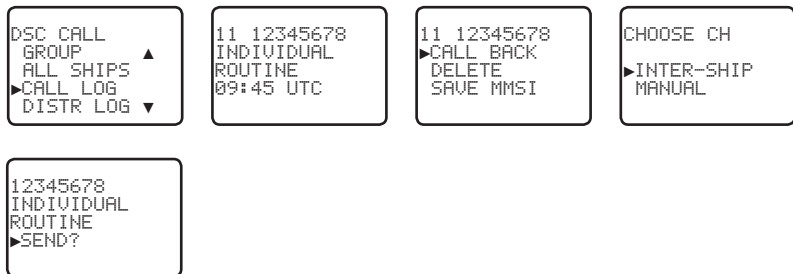 DSC CALL
GROUP ▲
ALL SHIPS
►CALL LOG
DISTR LOG ▼
11 12345678
INDIVIDUAL
ROUTINE
09:45 UTC
11 12345678
►CALL BACK
DELETE
SAVE MMSI
CHOOSE CH
►INTER-SHIP
MANUAL
12345678
INDIVIDUAL
ROUTINE
►SEND?